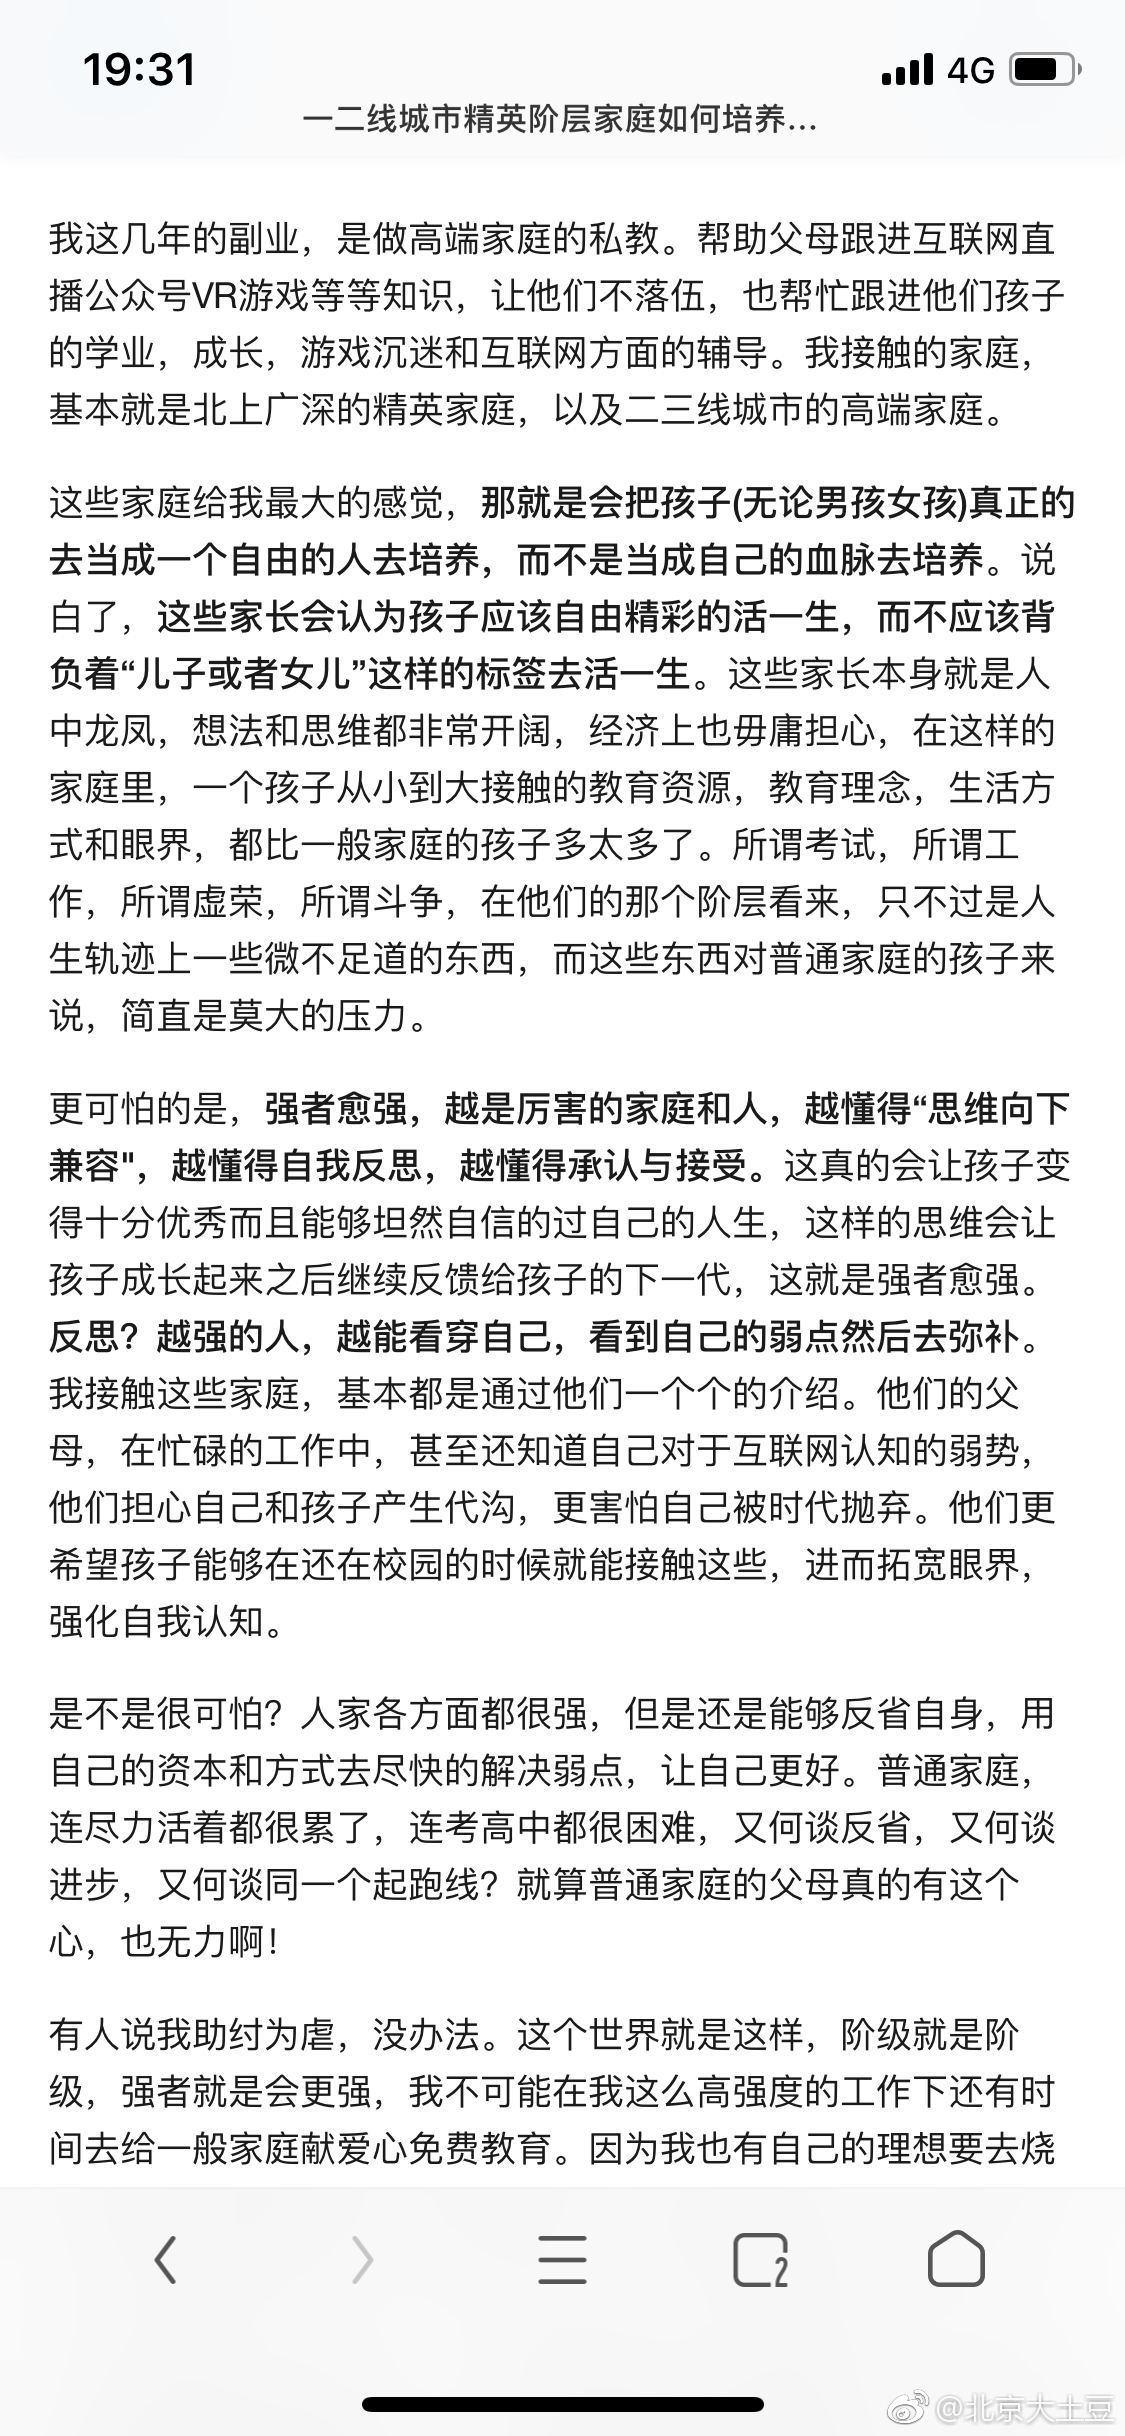 19:31
4G
一二线城市精英阶层家庭如何培养...
我这几年的副业，是做高端家庭的私教。帮助父母跟进互联网直
播公众号VR游戏等等知识，让他们不落伍，也帮忙跟进他们孩子
的学业，成长，游戏沉迷和互联网方面的辅导。我接触的家庭，
基本就是北上广深的精英家庭，以及二三线城市的高端家庭。
这些家庭给我最大的感觉，那就是会把孩子(无论男孩女孩)真正的
去当成一个自由的人去培养，而不是当成自己的血脉去培养。说
白了，这些家长会认为孩子应该自由精彩的活一生，而不应该背
负着“儿子或者女儿”这样的标签去活一生。这些家长本身就是人
中龙凤，想法和思维都非常开阔，经济上也毋庸担心，在这样的
家庭里，一个孩子从小到大接触的教育资源，教育理念，生活方
式和眼界，都比一般家庭的孩子多太多了。所谓考试，所谓工
作，所谓虚荣，所谓斗争，在他们的那个阶层看来，只不过是人
生轨迹上一些微不足道的东西，而这些东西对普通家庭的孩子来
说，简直是莫大的压力。
更可怕的是，强者愈强，越是厉害的家庭和人，越懂得“思维向下
兼容"，越懂得自我反思，越懂得承认与接受。这真的会让孩子变
得十分优秀而且能够坦然自信的过自己的人生，这样的思维会让
孩子成长起来之后继续反馈给孩子的下一代，这就是强者愈强。
反思？越强的人，越能看穿自己，看到自己的弱点然后去弥补。
我接触这些家庭，基本都是通过他们一个个的介绍。他们的父
母，在忙碌的工作中，甚至还知道自己对于互联网认知的弱势，
他们担心自己和孩子产生代沟，更害怕自己被时代抛弃。他们更
希望孩子能够在还在校园的时候就能接触这些，进而拓宽眼界，
强化自我认知。
是不是很可怕？人家各方面都很强，但是还是能够反省自身，用
自己的资本和方式去尽快的解决弱点，让自己更好。普通家庭，
连尽力活着都很累了，连考高中都很困难，又何谈反省，又何谈
进步，又何谈同一个起跑线？就算普通家庭的父母真的有这个
心，也无力啊！
有人说我助纣为虐，没办法。这个世界就是这样，阶级就是阶
级，强者就是会更强，我不可能在我这么高强度的工作下还有时
间去给一般家庭献爱心免费教育。因为我也有自己的理想要去烧
2
@北京大土豆